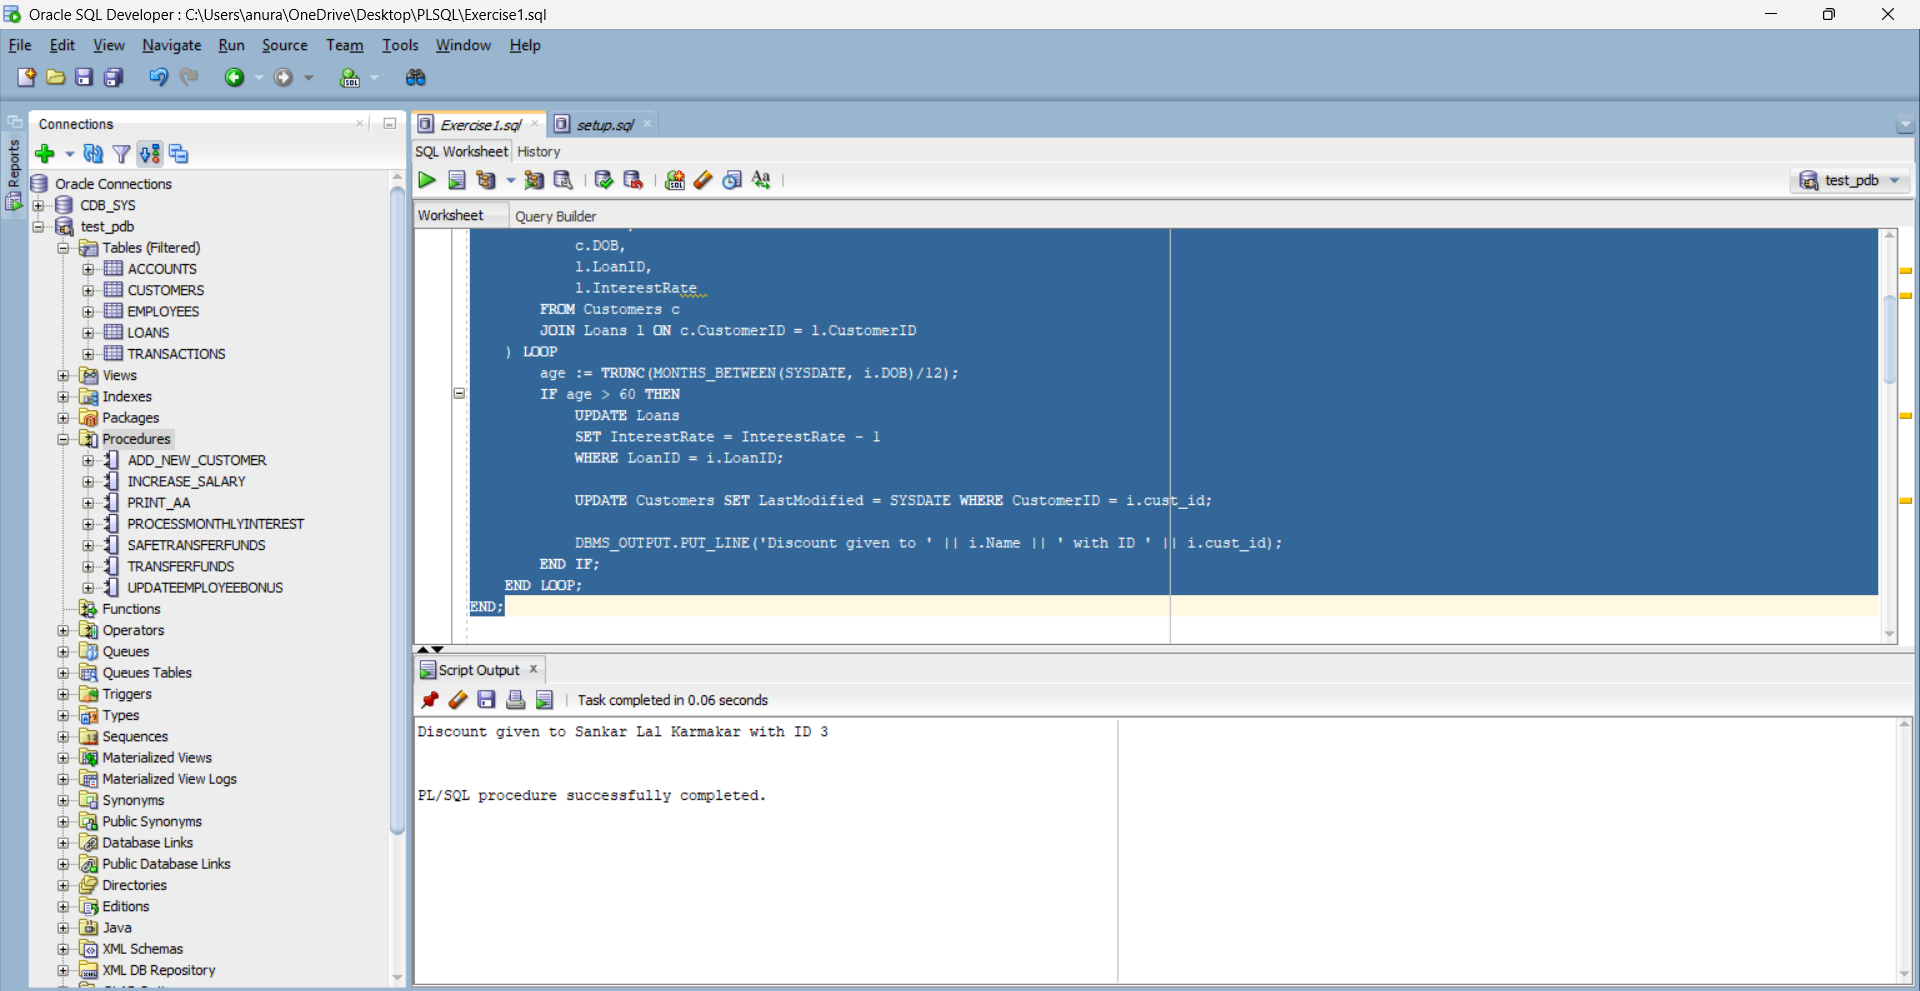 Oracle SQL Developer : C:\Users\anura\OneDrive\Desktop\PLSQL\Exercise1.sql
File Edit View Navigate Run Source Team Tools Window Help
Reports
Connections
Oracle Connections
CDB_SYS
test_pdb
Tables (Filtered)
ACCOUNTS
CUSTOMERS
EMPLOYEES
LOANS
TRANSACTIONS
Views
Indexes
Packages
Procedures
ADD_NEW_CUSTOMER
INCREASE_SALARY
PRINT_AA
PROCESSMONTHLYINTEREST
SAFETRANSFERFUNDS
TRANSFERFUNDS
UPDATEEMPLOYEEBONUS
Functions
Operators
Queues
Queues Tables
Triggers
Types
Sequences
Materialized Views
Materialized View Logs
Synonyms
Public Synonyms
Database Links
Public Database Links
Directories
Editions
Java
XML Schemas
XML DB Repository
Exercise1.sql setup.sql
SQL Worksheet History
test_pdb
Worksheet Query Builder
c.DOB,
l.LoanID,
l.InterestRate
FROM Customers c
JOIN Loans l ON c.CustomerID = l.CustomerID
) LOOP
age := TRUNC(MONTHS_BETWEEN(SYSDATE, i.DOB)/12);
IF age > 60 THEN
UPDATE Loans
SET InterestRate = InterestRate - 1
WHERE LoanID = i.LoanID;
UPDATE Customers SET LastModified = SYSDATE WHERE CustomerID = i.cust_id;
DBMS_OUTPUT.PUT_LINE('Discount given to ' || i.Name || ' with ID ' || i.cust_id);
END IF;
END LOOP;
END;
Script Output
Task completed in 0.06 seconds
Discount given to Sankar Lal Karmakar with ID 3
PL/SQL procedure successfully completed.